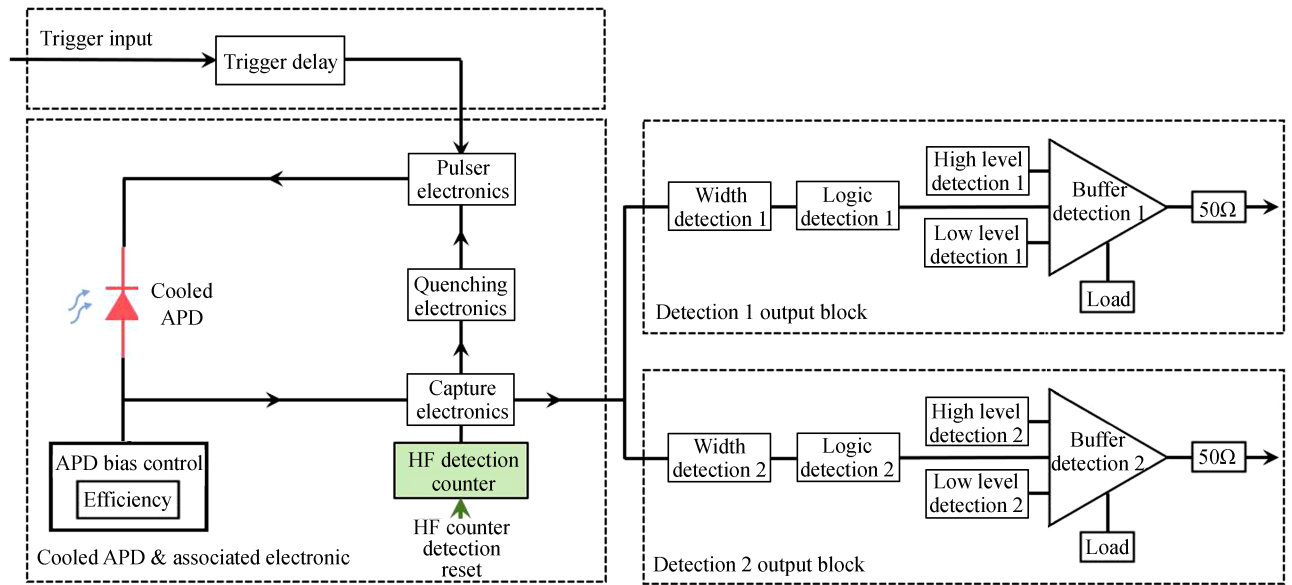 Trigger input
Trigger delay
Pulser
electronics
Quenching
electronics
Cooled
APD
Capture
electronics
APD bias control
Efficiency
HF detection
counter
HF counter
detection
reset
Cooled APD & associated electronic
Width
detection 1
Logic
detection 1
High level
detection 1
Low level
detection 1
Buffer
detection 1
50Ω
Load
Detection 1 output block
Width
detection 2
Logic
detection 2
High level
detection 2
Low level
detection 2
Buffer
detection 2
50Ω
Load
Detection 2 output block